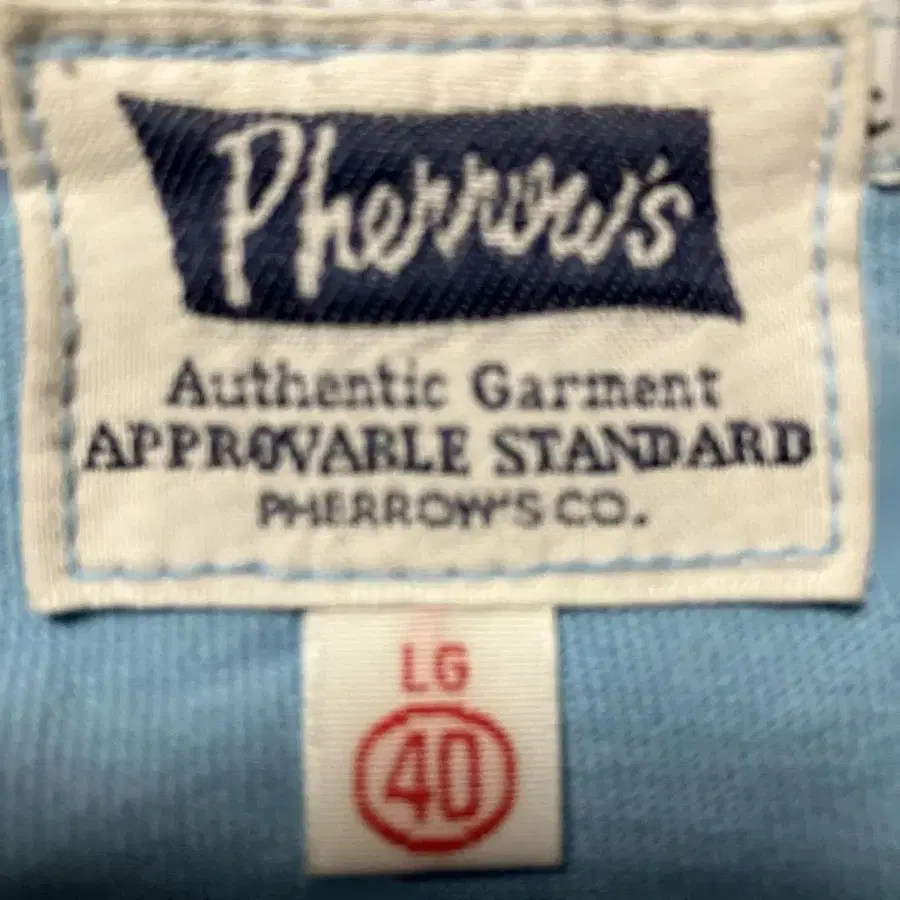 Pherrow's
Authentic Garment
APPROVABLE STANDARD
PHERROW'S CO.
LG
40